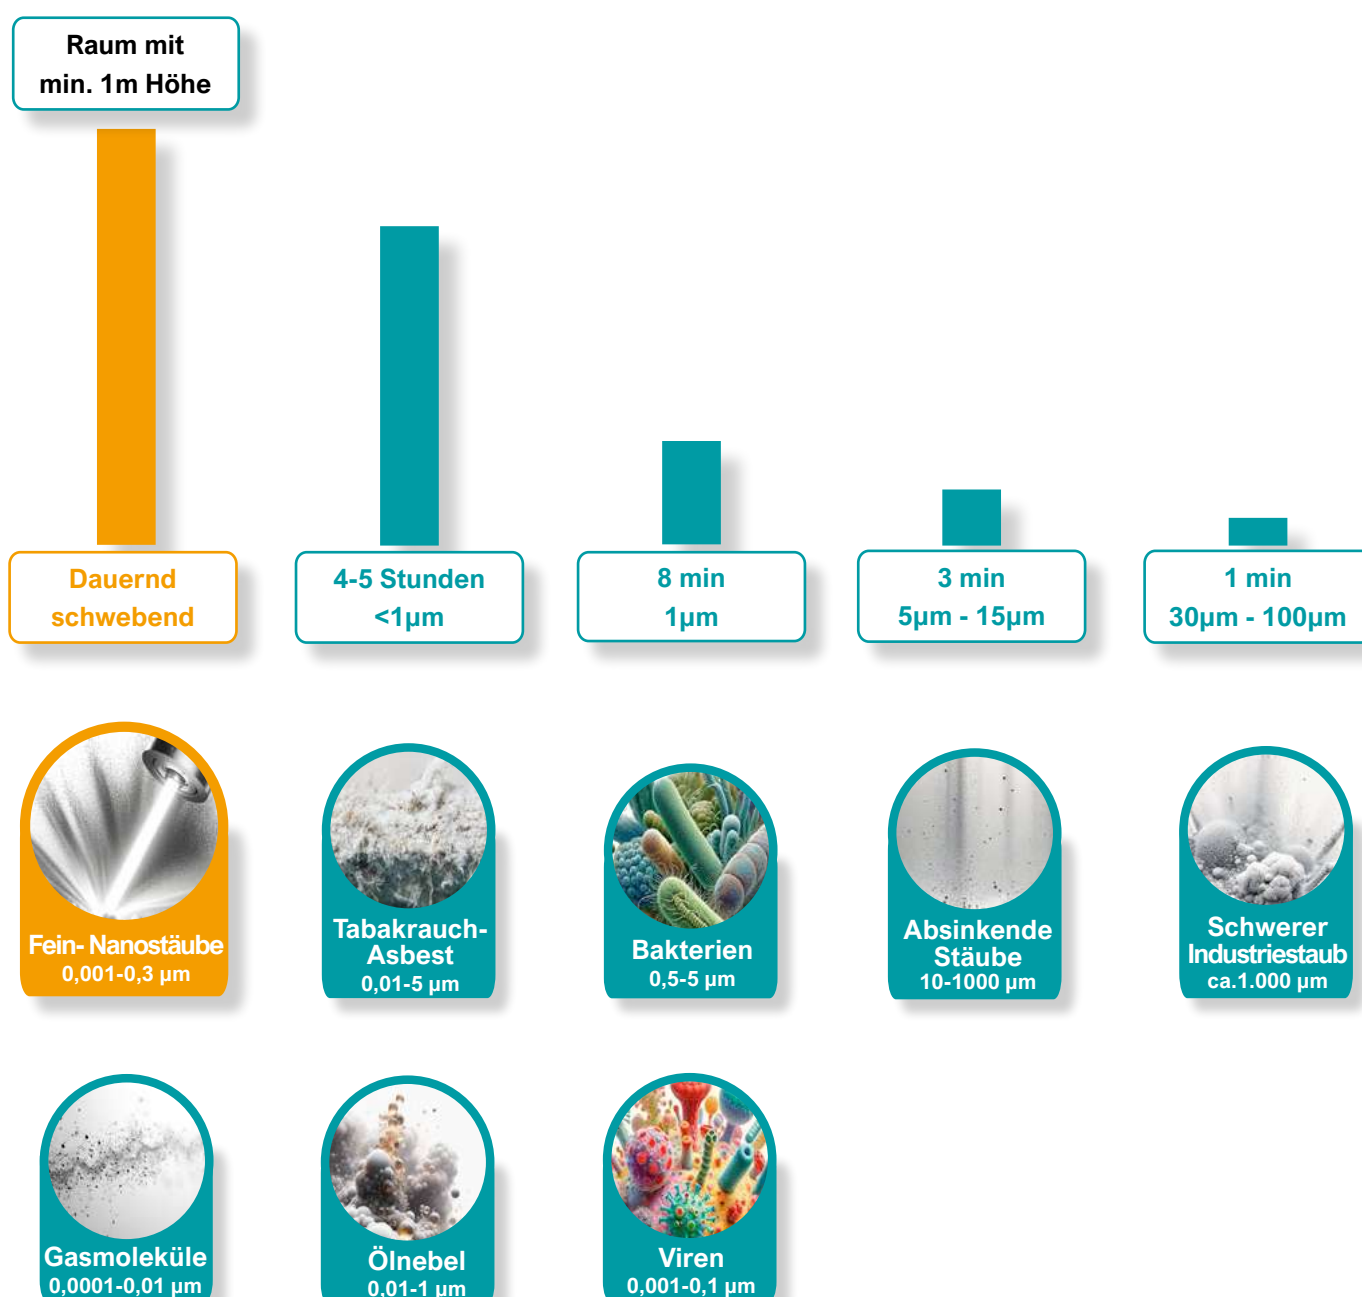 Raum mit
min. 1m Höhe
Dauernd
schwebend
4-5 Stunden
<1µm
8 min
1µm
3 min
5µm - 15µm
1 min
30µm - 100µm
Fein- Nanostäube
0,001-0,3 µm
Tabakrauch-
Asbest
0,01-5 µm
Bakterien
0,5-5 µm
Absinkende
Stäube
10-1000 µm
Schwerer
Industriestaub
ca.1.000 µm
Gasmoleküle
0,0001-0,01 µm
Ölnebel
0,01-1 µm
Viren
0,001-0,1 µm